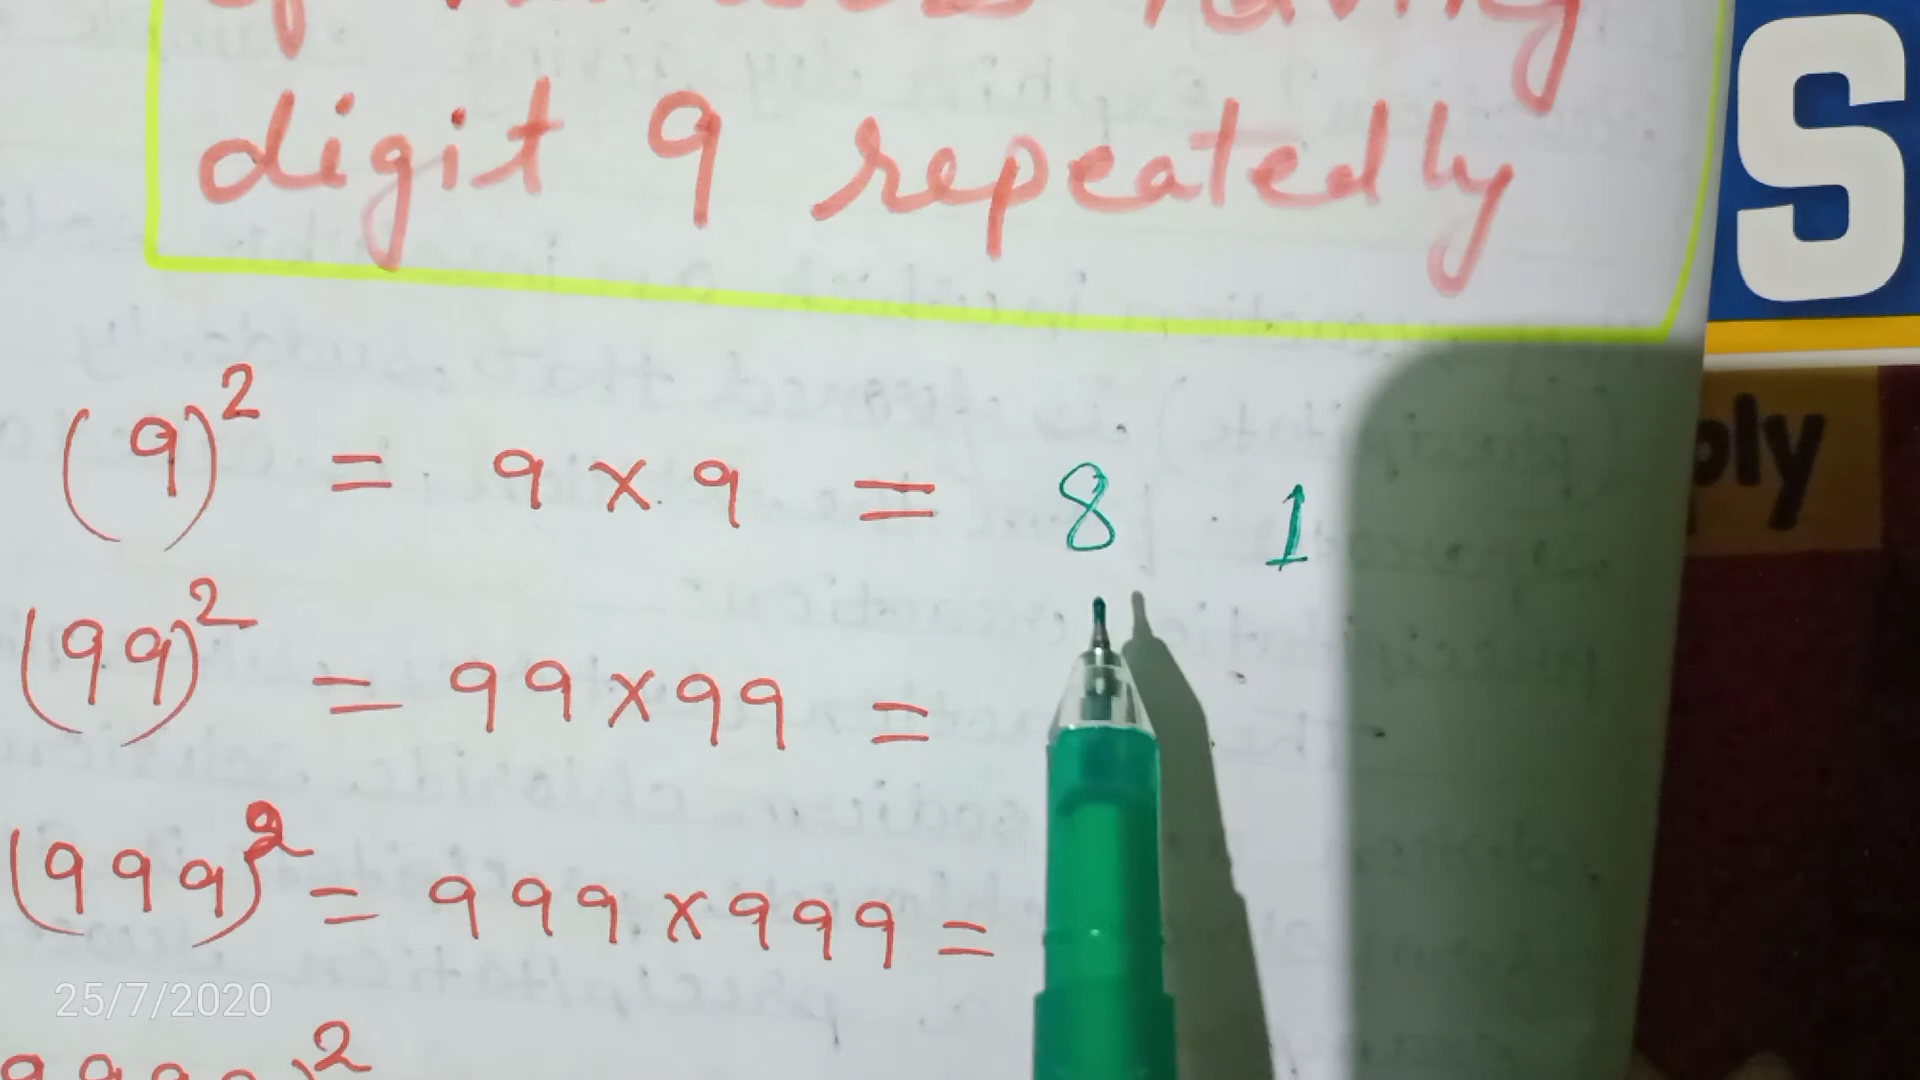 having
digit 9 repeatedly
S
ply
(9)² = 9 × 9 = 8 1
(99)² = 99 × 99 =
(999)² = 999 × 999 =
25/7/2020